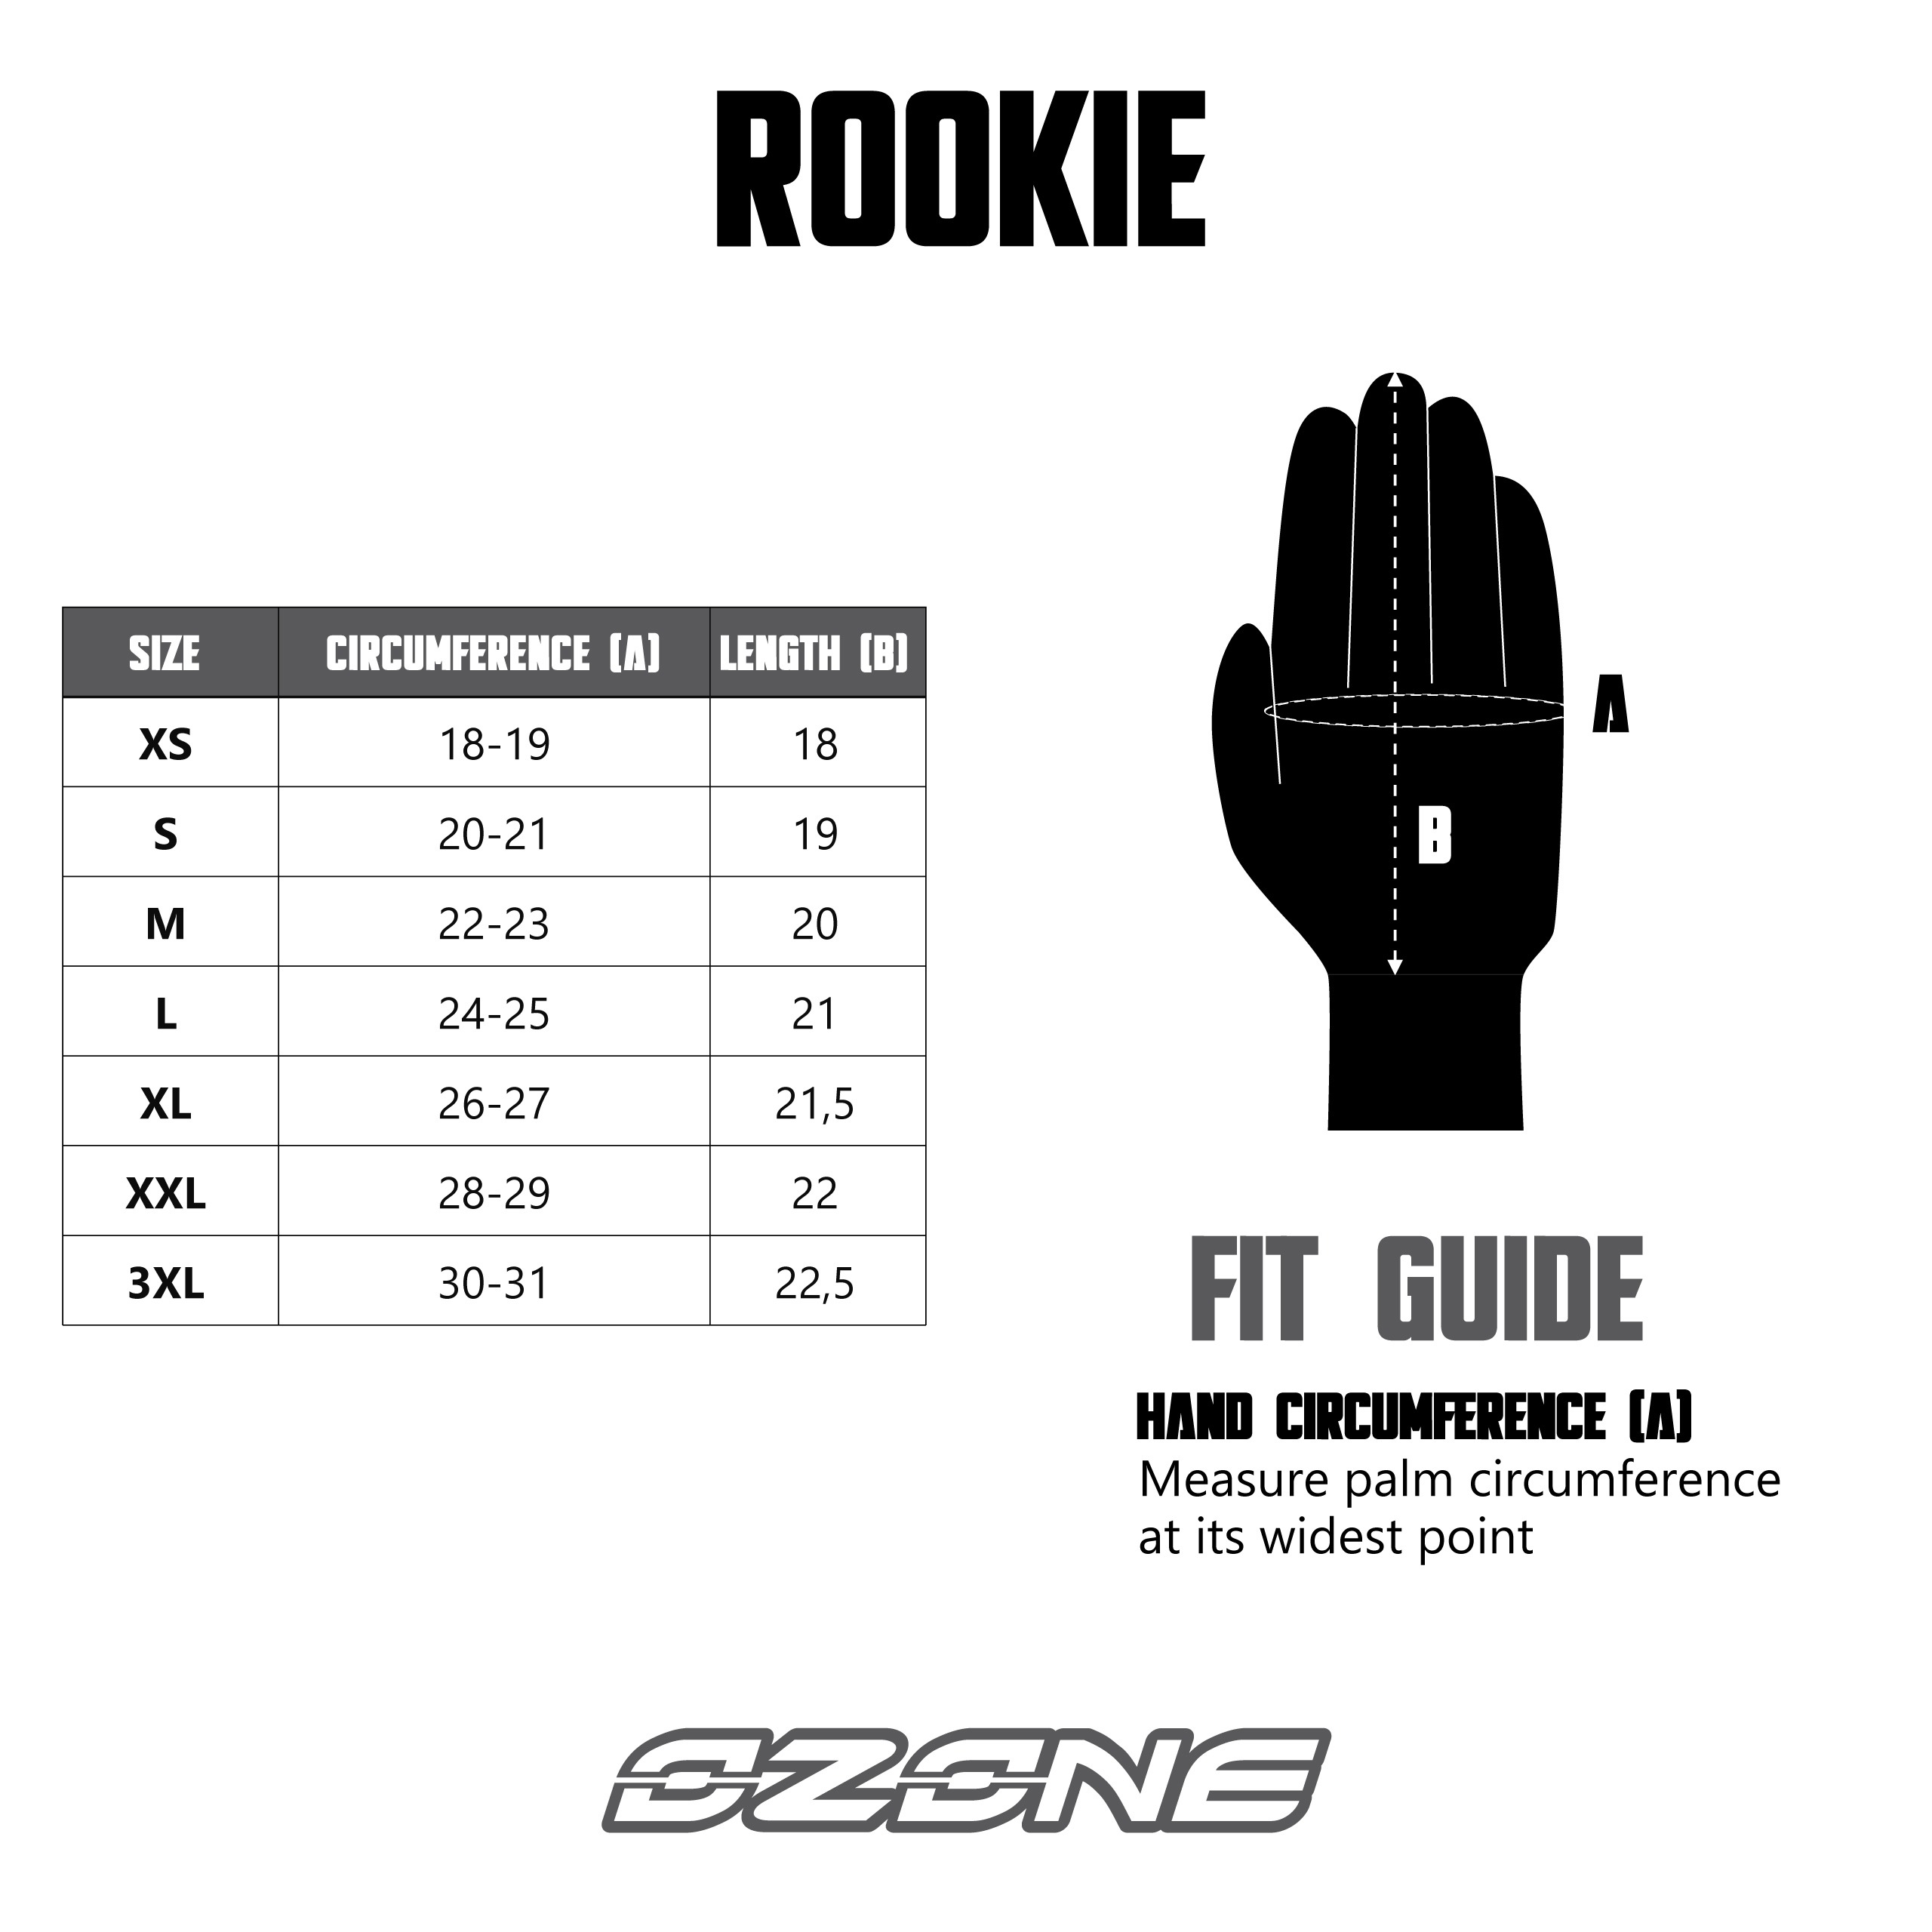 ROOKIE
SIZE CIRCUMFERENCE (A) LENGTH (B)
XS 18-19 18
S 20-21 19
M 22-23 20
L 24-25 21
XL 26-27 21,5
XXL 28-29 22
3XL 30-31 22,5
A
B
FIT GUIDE
HAND CIRCUMFERENCE (A)
Measure palm circumference
at its widest point
OZONE